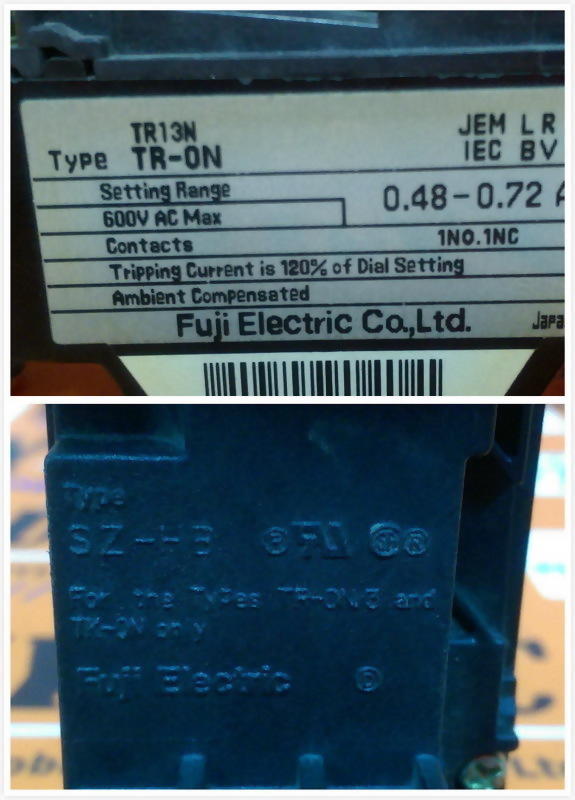 TR13N
Type TR-0N
JEM L R
IEC BV
Setting Range
600V AC Max
0.48-0.72 A
Contacts 1NO.1NC
Tripping Current is 120% of Dial Setting
Ambient Compensated
Fuji Electric Co.,Ltd.
Japa
Type
SZ-HB
For the Types TR-0N/3 and
TK-0N only
Fuji Electric